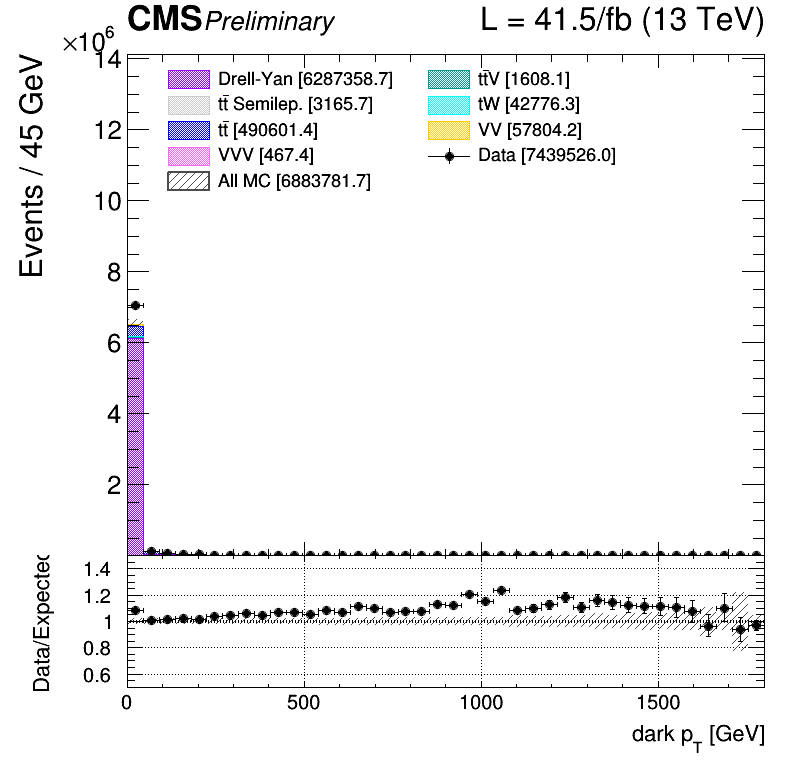 CMS Preliminary L = 41.5/fb (13 TeV)
×10⁶
Events / 45 GeV
14
12
10
8
6
4
2
Drell-Yan [6287358.7]
tt̄ Semilep. [3165.7]
tt̄ [490601.4]
VVV [467.4]
All MC [6883781.7]
tt̄V [1608.1]
tW [42776.3]
VV [57804.2]
Data [7439526.0]
Data/Expected
1.4
1.2
1
0.8
0.6
0 500 1000 1500
dark p_T [GeV]